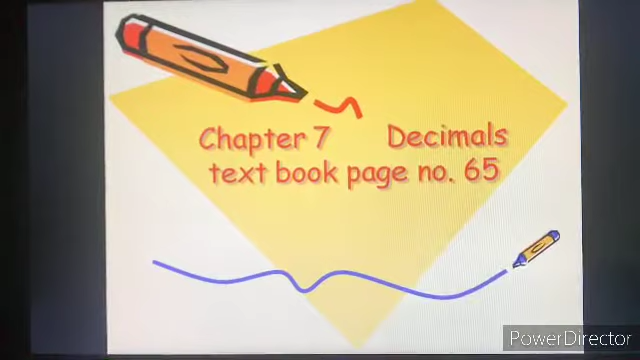 Chapter 7 Decimals
text book page no. 65
PowerDirector